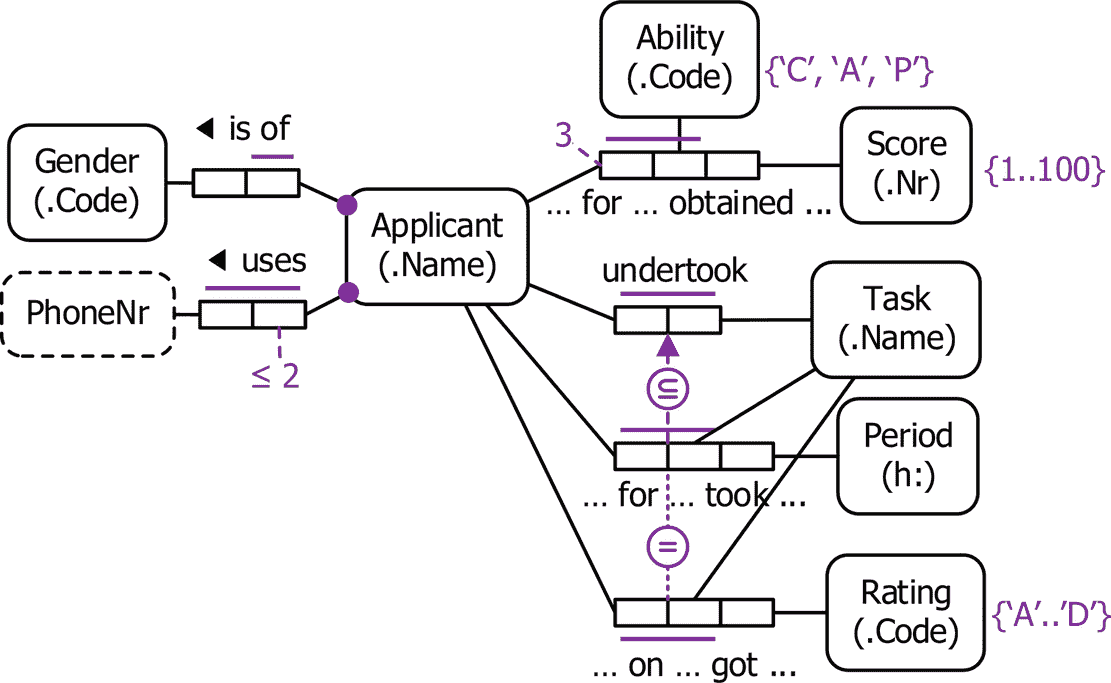 Ability
(.Code)
{‘C’, ‘A’, ‘P’}
◄ is of
Gender
(.Code)
3
Score
(.Nr)
{1..100}
... for ... obtained ...
Applicant
(.Name)
◄ uses
PhoneNr
≤ 2
undertook
Task
(.Name)
⊆
Period
(h:)
... for ... took ...
=
Rating
(.Code)
{‘A’..’D’}
... on ... got ...